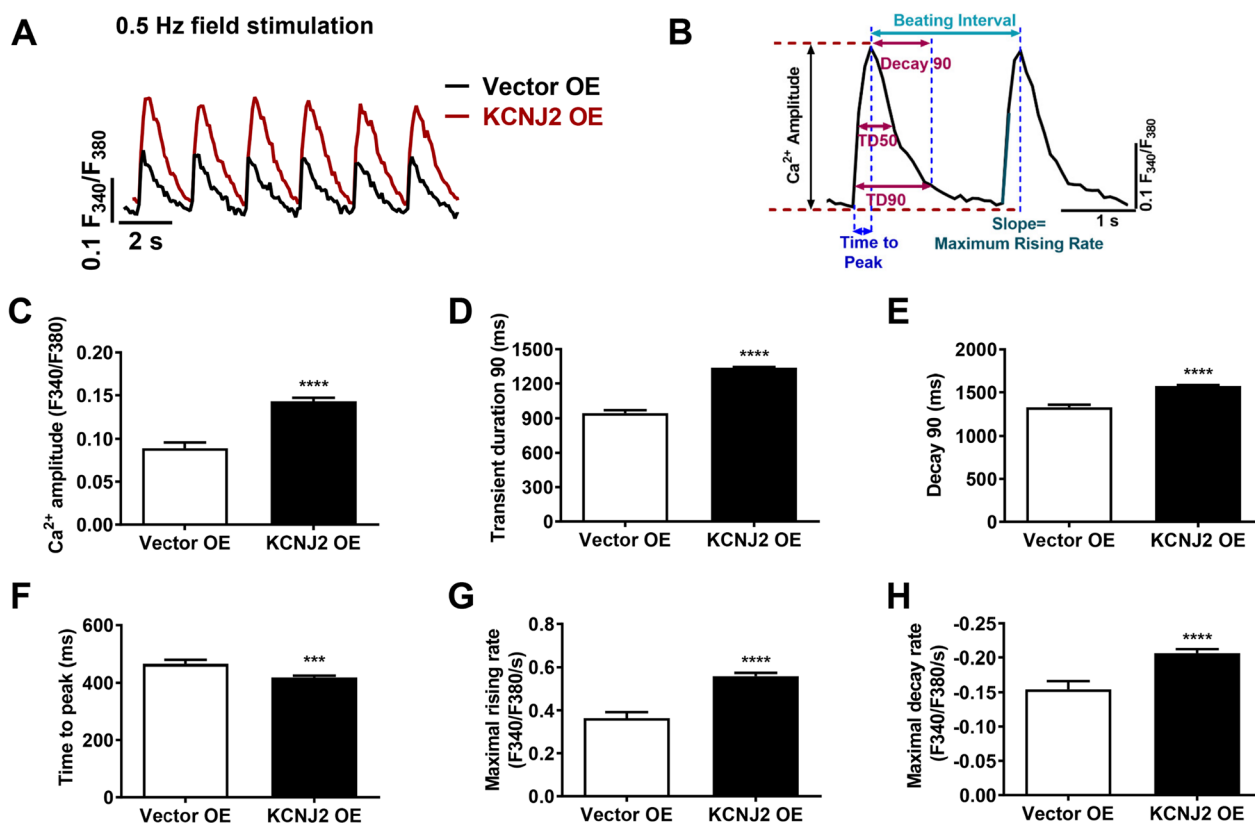 A
0.5 Hz field stimulation
Vector OE
KCNJ2 OE
0.1 F340/F380
2 s
B
Beating Interval
Decay 90
Ca2+ Amplitude
TD50
TD90
0.1 F340/F380
1 s
Time to
Peak
Slope=
Maximum Rising Rate
C
Ca2+ amplitude (F340/F380)
0.20
0.15
0.10
0.05
0.00
****
Vector OE
KCNJ2 OE
D
Transient duration 90 (ms)
1500
1200
900
600
300
0
****
Vector OE
KCNJ2 OE
E
Decay 90 (ms)
2000
1500
1000
500
0
****
Vector OE
KCNJ2 OE
F
Time to peak (ms)
600
400
200
0
***
Vector OE
KCNJ2 OE
G
Maximal rising rate
(F340/F380/s)
0.8
0.6
0.4
0.2
0.0
****
Vector OE
KCNJ2 OE
H
Maximal decay rate
(F340/F380/s)
-0.25
-0.20
-0.15
-0.10
-0.05
-0.00
****
Vector OE
KCNJ2 OE